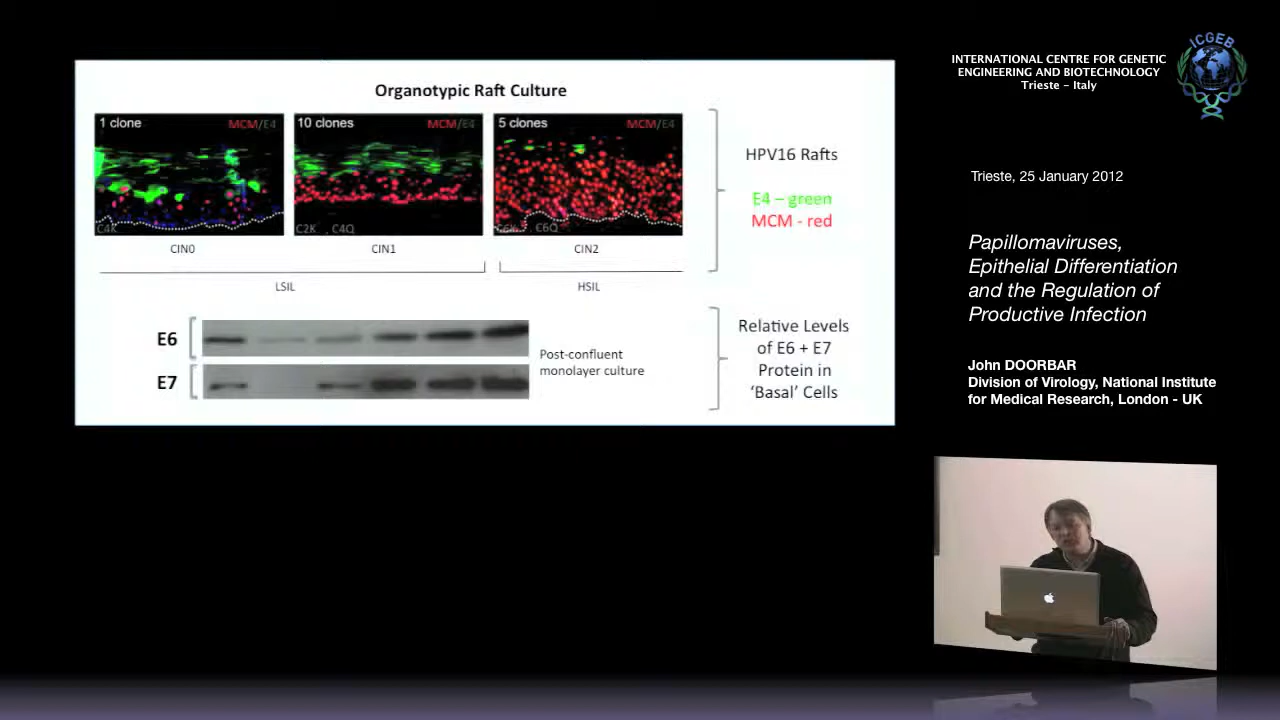 Organotypic Raft Culture
1 clone
MCM/E4
10 clones
MCM/E4
5 clones
MCM/E4
C4K
C2K , C4Q
C6Q
CIN0
CIN1
CIN2
LSIL
HSIL
HPV16 Rafts
E4 – green
MCM - red
E6
E7
Post-confluent
monolayer culture
Relative Levels
of E6 + E7
Protein in
‘Basal’ Cells
INTERNATIONAL CENTRE FOR GENETIC
ENGINEERING AND BIOTECHNOLOGY
Trieste – Italy
ICGEB
Trieste, 25 January 2012
Papillomaviruses,
Epithelial Differentiation
and the Regulation of
Productive Infection
John DOORBAR
Division of Virology, National Institute
for Medical Research, London - UK